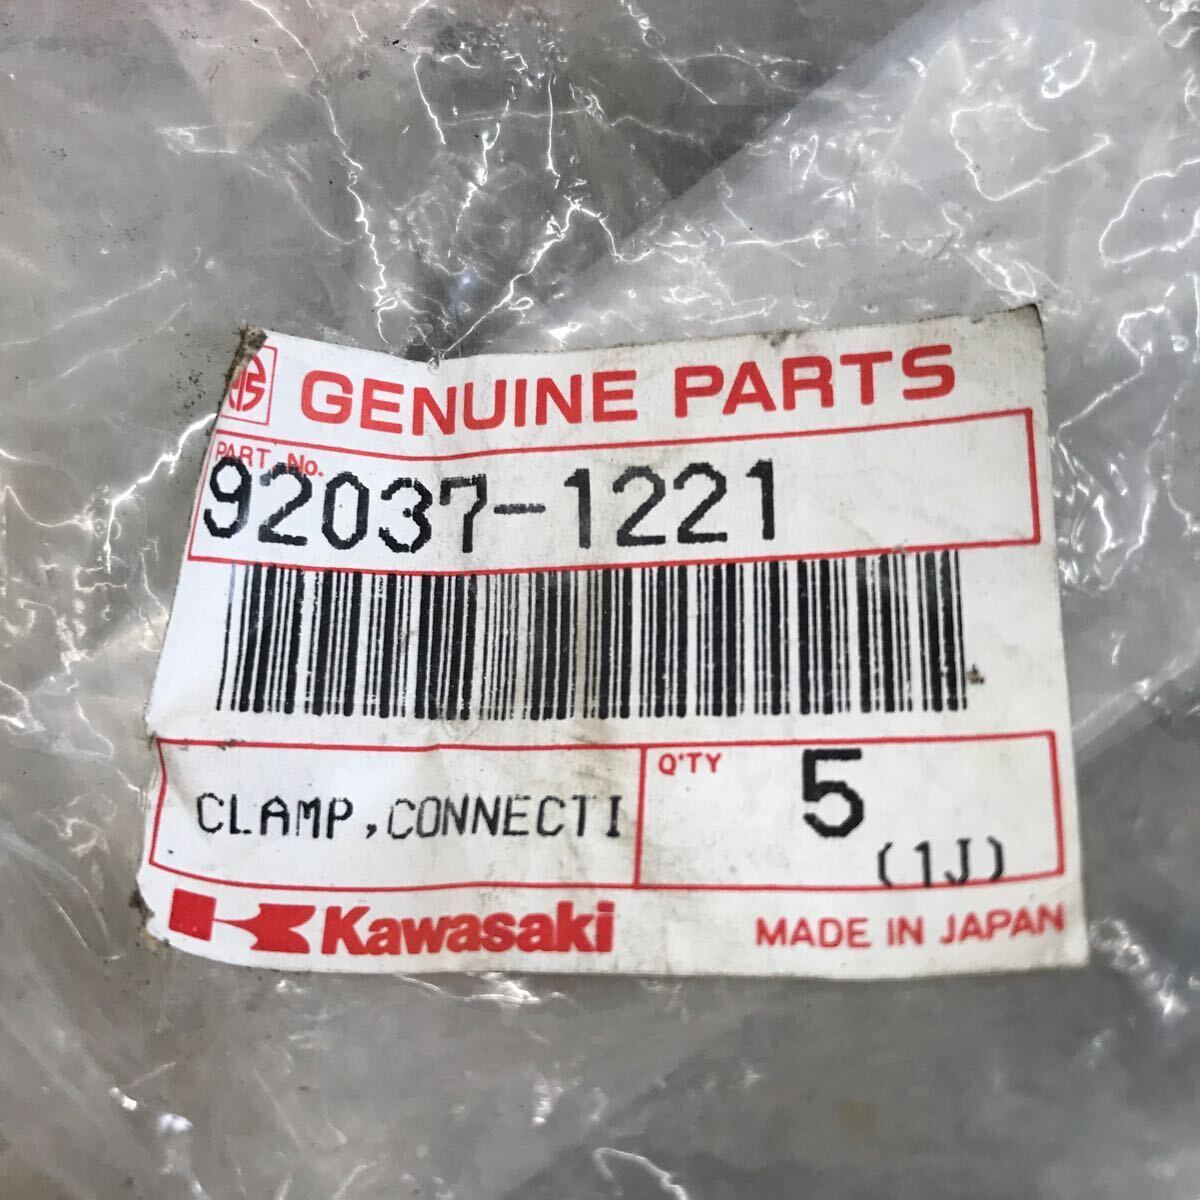 GENUINE PARTS
PART No.
92037-1221
CLAMP,CONNECTI
Q'TY
5
(1J)
Kawasaki
MADE IN JAPAN